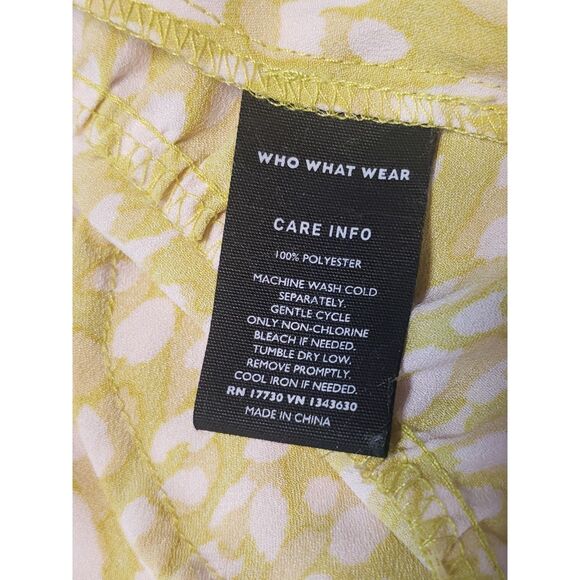 WHO WHAT WEAR
CARE INFO
100% POLYESTER
MACHINE WASH COLD
SEPARATELY.
GENTLE CYCLE
ONLY NON-CHLORINE
BLEACH IF NEEDED.
TUMBLE DRY LOW.
REMOVE PROMPTLY.
COOL IRON IF NEEDED.
RN 17730 VN 1343630
MADE IN CHINA